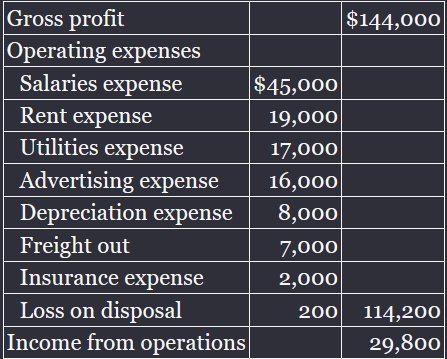 Gross profit $144,000
Operating expenses
Salaries expense $45,000
Rent expense 19,000
Utilities expense 17,000
Advertising expense 16,000
Depreciation expense 8,000
Freight out 7,000
Insurance expense 2,000
Loss on disposal 200 114,200
Income from operations 29,800